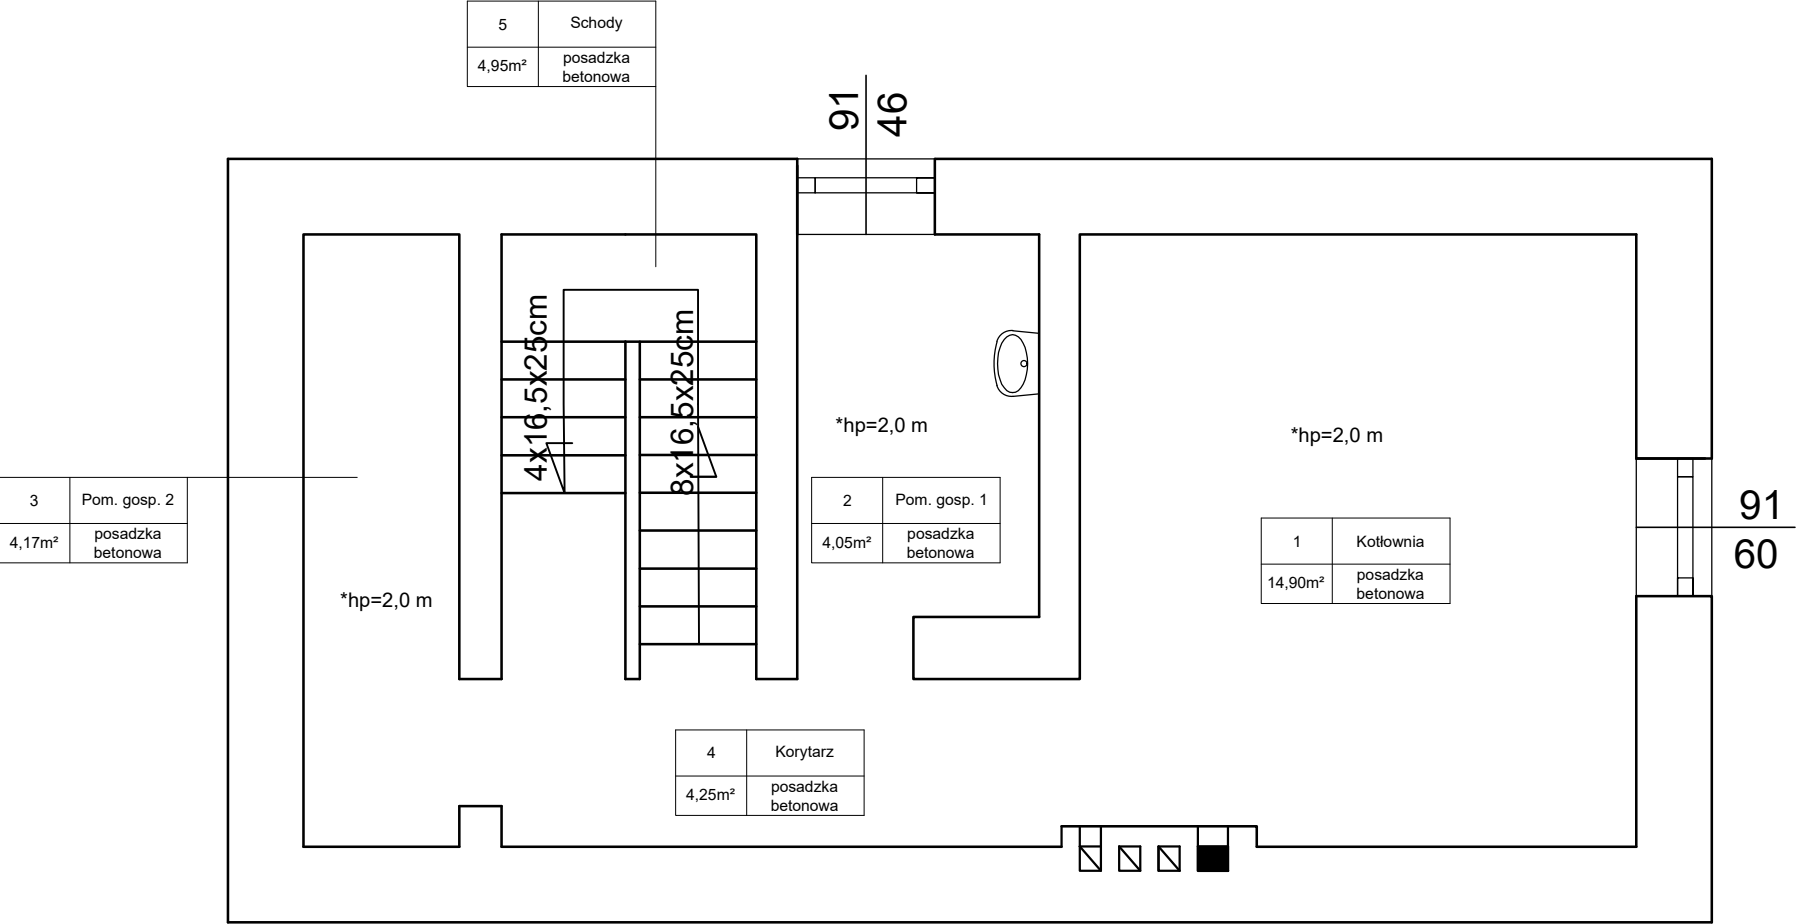 5 Schody
4,95m² posadzka
betonowa
91
46
4x16,5x25cm
8x16,5x25cm
*hp=2,0 m
*hp=2,0 m
3 Pom. gosp. 2
4,17m² posadzka
betonowa
2 Pom. gosp. 1
4,05m² posadzka
betonowa
1 Kotłownia
14,90m² posadzka
betonowa
91
60
*hp=2,0 m
4 Korytarz
4,25m² posadzka
betonowa